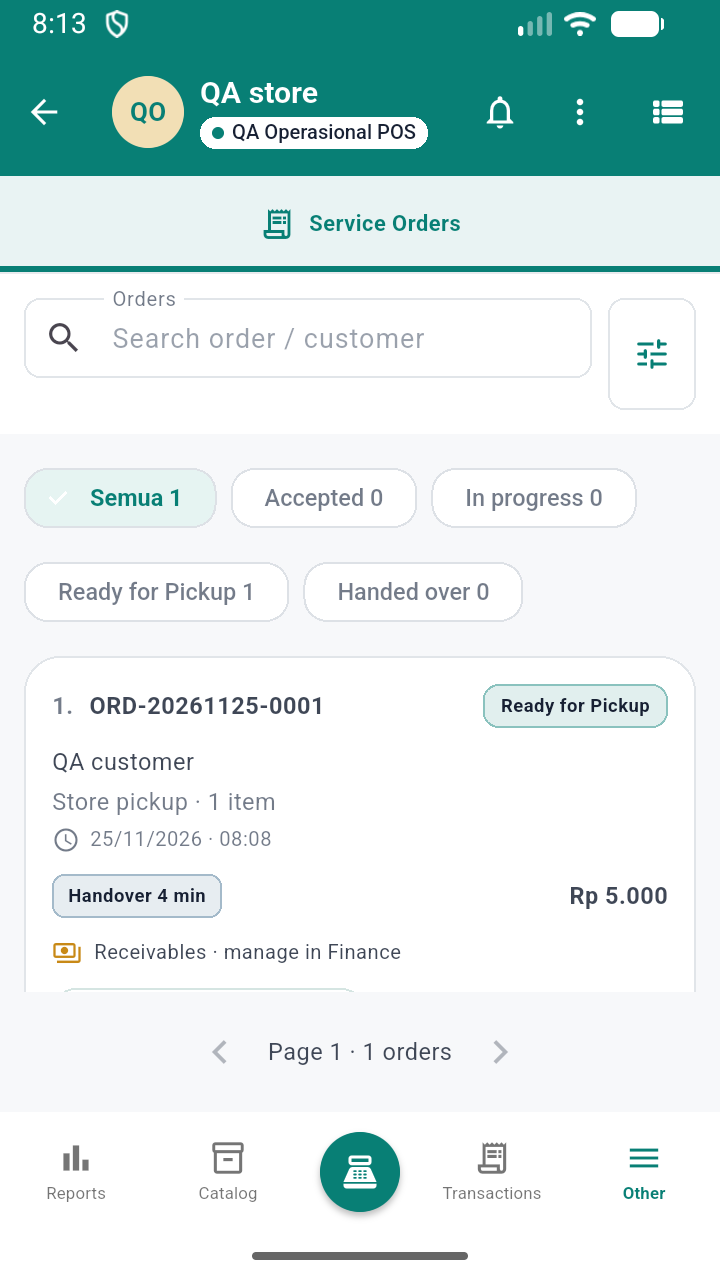 8:13
QO
QA store
QA Operasional POS
Service Orders
Orders
Search order / customer
Semua 1
Accepted 0
In progress 0
Ready for Pickup 1
Handed over 0
1. ORD-20261125-0001
Ready for Pickup
QA customer
Store pickup · 1 item
25/11/2026 · 08:08
Handover 4 min
Rp 5.000
Receivables · manage in Finance
Page 1 · 1 orders
Reports
Catalog
Transactions
Other